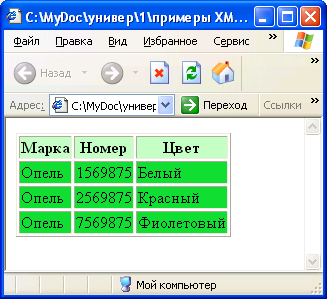 C:\MyDoc\универ\1\примеры XM...
Файл Правка Вид Избранное Сервис »
Назад »
Адрес: C:\MyDoc\универ Переход Ссылки »
Марка Номер Цвет
Опель 1569875 Белый
Опель 2569875 Красный
Опель 7569875 Фиолетовый
Мой компьютер